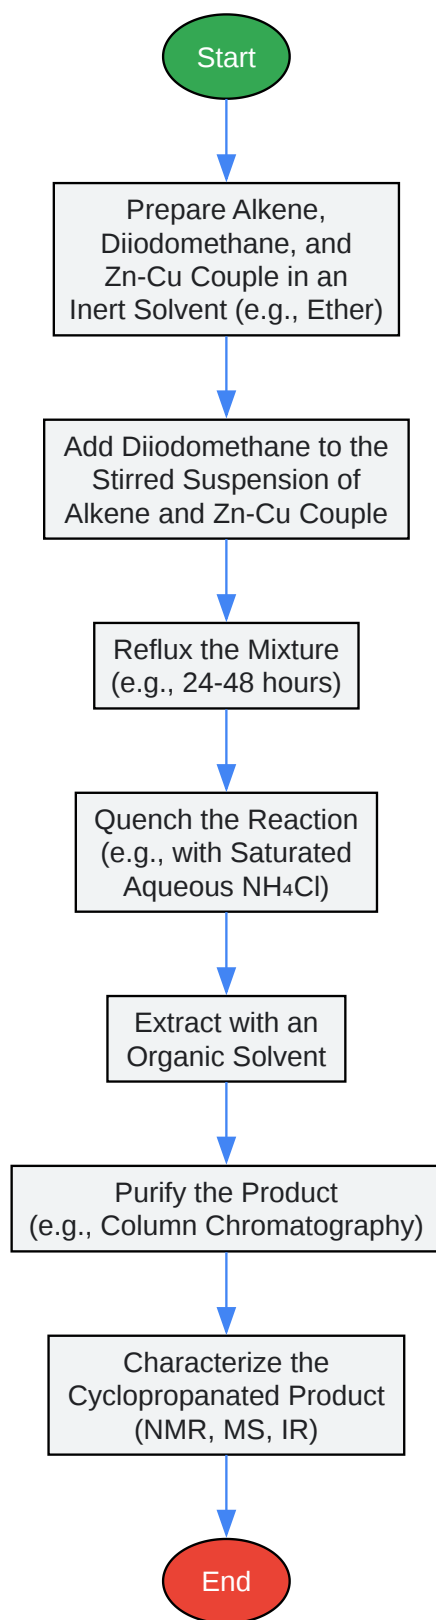 Start
Prepare Alkene,
Diiodomethane, and
Zn-Cu Couple in an
Inert Solvent (e.g., Ether)
Add Diiodomethane to the
Stirred Suspension of
Alkene and Zn-Cu Couple
Reflux the Mixture
(e.g., 24-48 hours)
Quench the Reaction
(e.g., with Saturated
Aqueous NH₄Cl)
Extract with an
Organic Solvent
Purify the Product
(e.g., Column Chromatography)
Characterize the
Cyclopropanated Product
(NMR, MS, IR)
End